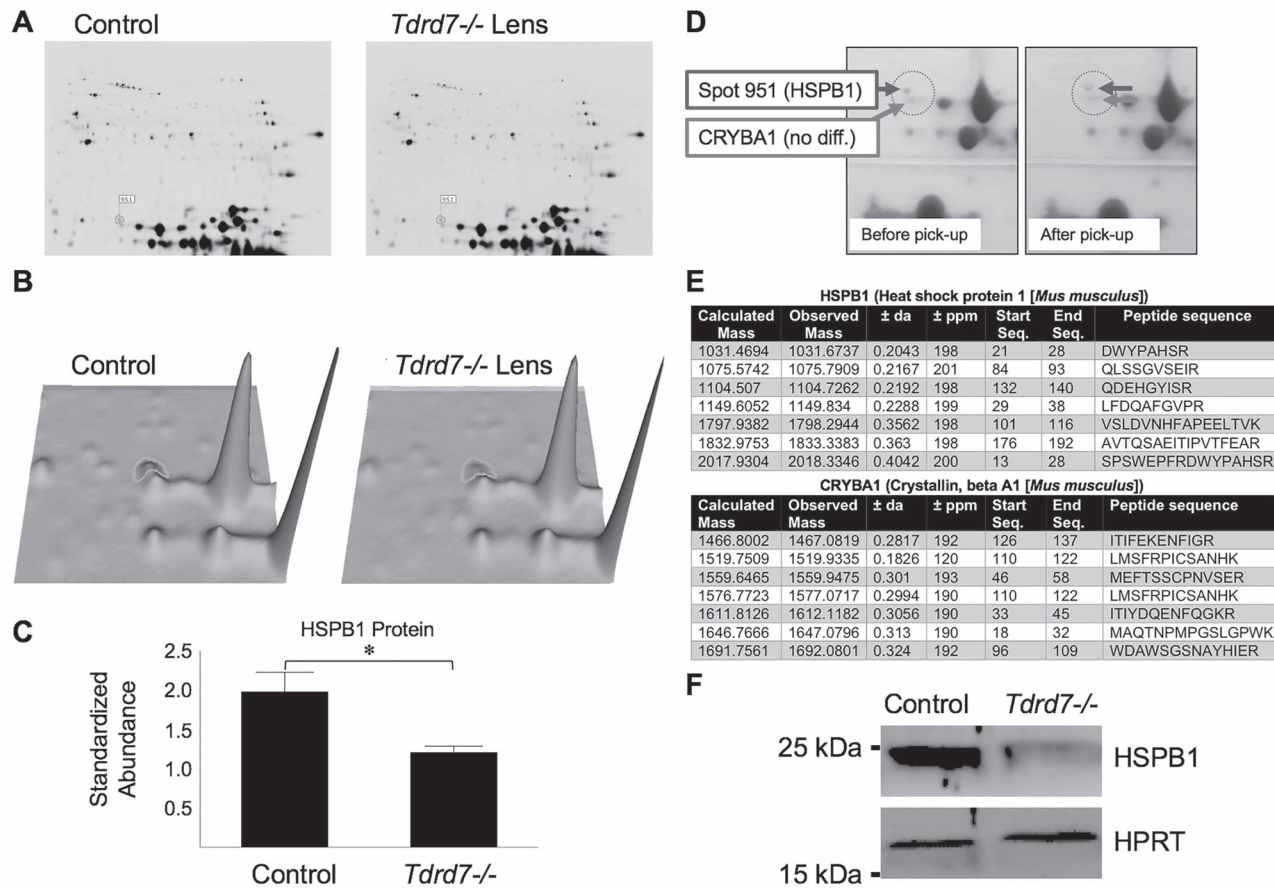 A
Control
Tdrd7-/- Lens
951
951
B
Control
Tdrd7-/- Lens
C
HSPB1 Protein
Standardized
Abundance
2.5
2.0
1.5
1.0
0.5
*
Control
Tdrd7-/-
D
Spot 951 (HSPB1)
CRYBA1 (no diff.)
Before pick-up
After pick-up
E
HSPB1 (Heat shock protein 1 [Mus musculus])
Calculated Mass Observed Mass ± da ± ppm Start Seq. End Seq. Peptide sequence
1031.4694 1031.6737 0.2043 198 21 28 DWYPAHSR
1075.5742 1075.7909 0.2167 201 84 93 QLSSGVSEIR
1104.507 1104.7262 0.2192 198 132 140 QDEHGYISR
1149.6052 1149.834 0.2288 199 29 38 LFDQAFGVPR
1797.9382 1798.2944 0.3562 198 101 116 VSLDVNHFAPEELTVK
1832.9753 1833.3383 0.363 198 176 192 AVTQSAEITIPVTFEAR
2017.9304 2018.3346 0.4042 200 13 28 SPSWEPFRDWYPAHSR
CRYBA1 (Crystallin, beta A1 [Mus musculus])
Calculated Mass Observed Mass ± da ± ppm Start Seq. End Seq. Peptide sequence
1466.8002 1467.0819 0.2817 192 126 137 ITIFEKENFIGR
1519.7509 1519.9335 0.1826 120 110 122 LMSFRPICSANHK
1559.6465 1559.9475 0.301 193 46 58 MEFTSSCPNVSER
1576.7723 1577.0717 0.2994 190 110 122 LMSFRPICSANHK
1611.8126 1612.1182 0.3056 190 33 45 ITIYDQENFQGKR
1646.7666 1647.0796 0.313 190 18 32 MAQTNPMPGSLGPWK
1691.7561 1692.0801 0.324 192 96 109 WDAWSGSNAYHIER
F
Control
Tdrd7-/-
25 kDa
HSPB1
HPRT
15 kDa